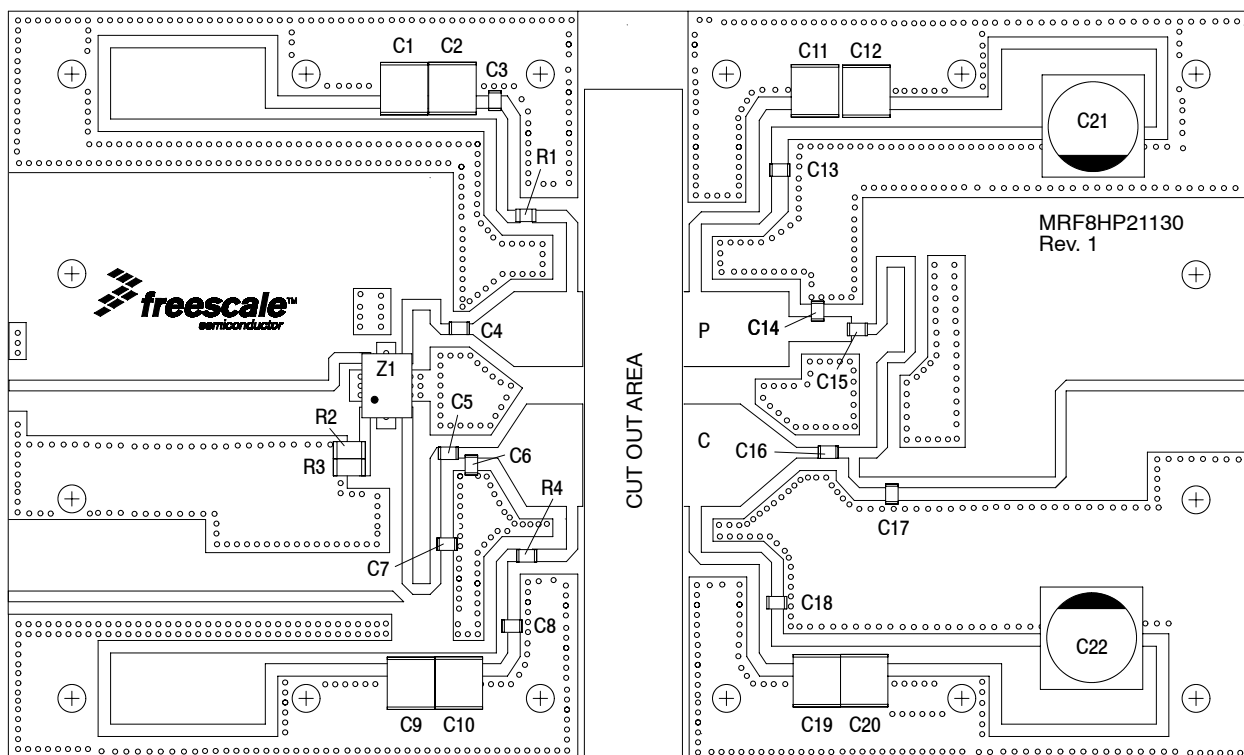 C1 C2
C3
C11 C12
C21
R1
C13
MRF8HP21130
Rev. 1
freescale™
semiconductor
C4
C14
P
C15
Z1
C5
R2
R3
C6
C
C16
R4
CUT OUT AREA
C17
C7
C8
C18
C22
C9 C10
C19 C20